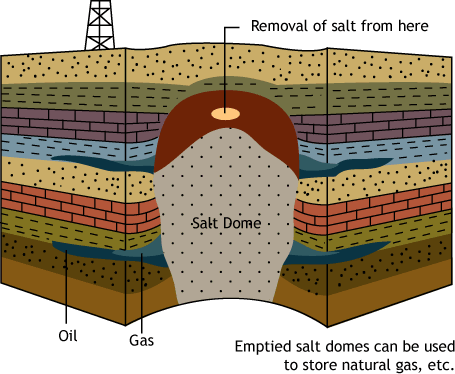 Removal of salt from here
Salt Dome
Oil
Gas
Emptied salt domes can be used
to store natural gas, etc.